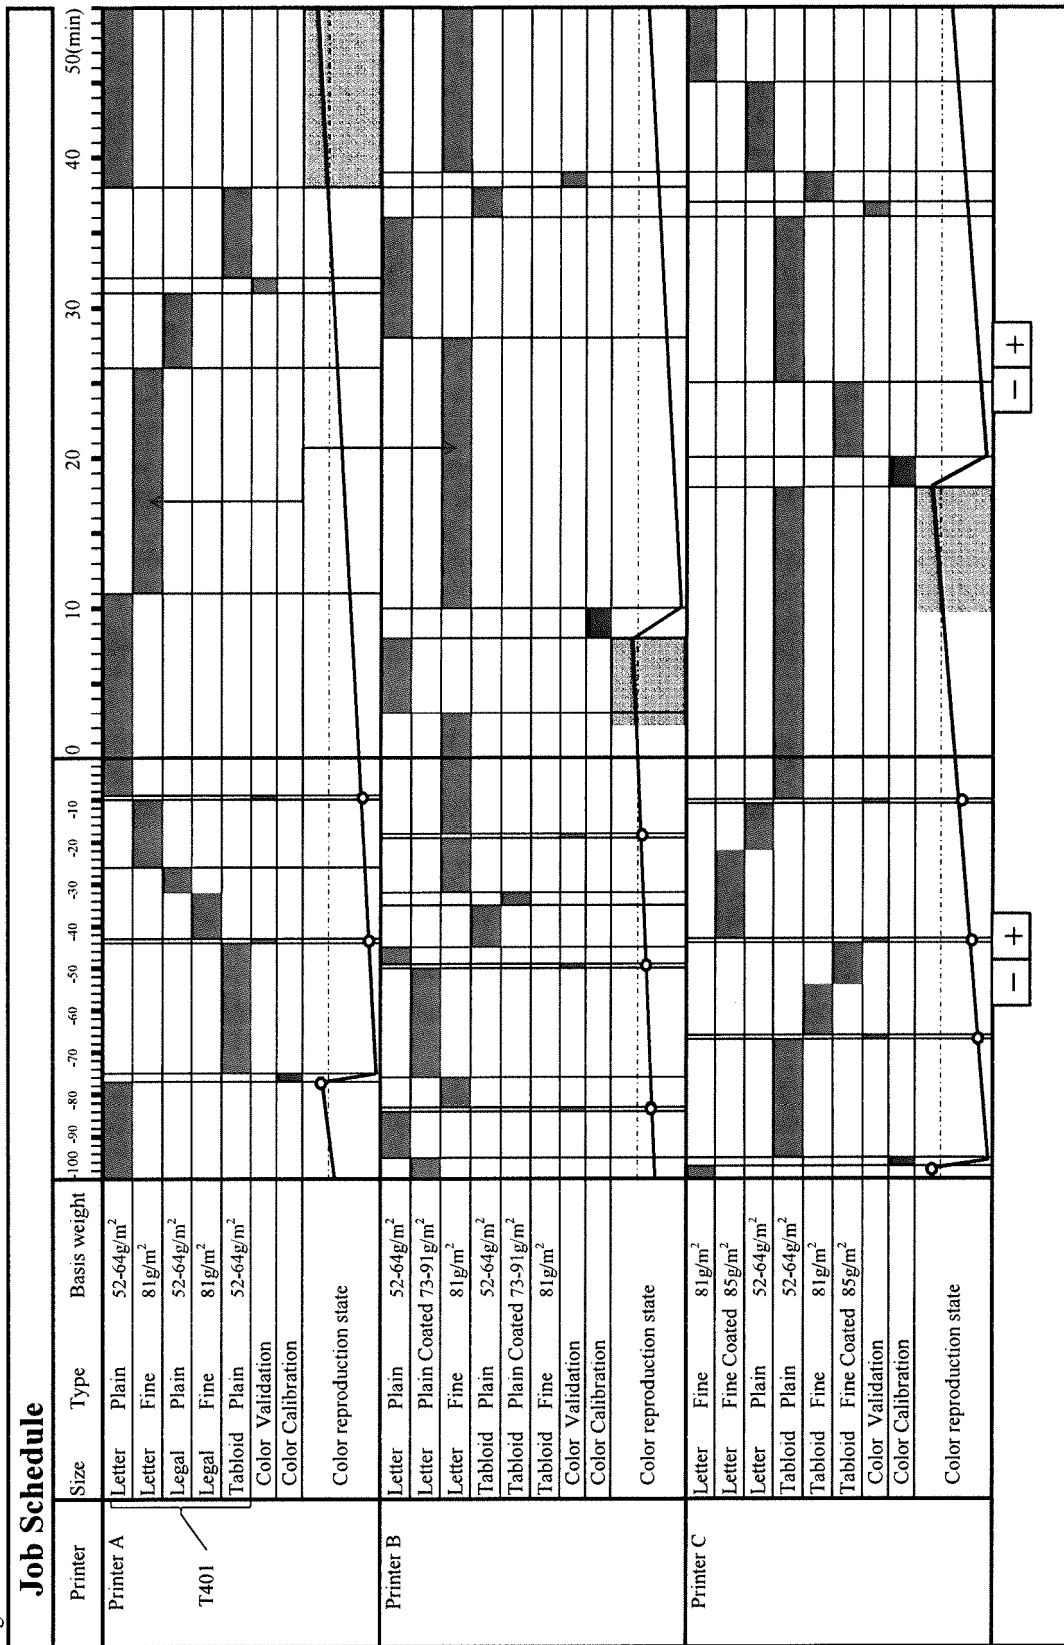 Job Schedule
Printer Size Type Basis weight -100 -90 -80 -70 -60 -50 -40 -30 -20 -10 0 10 20 30 40 50(min)
Printer A
Letter Plain 52-64g/m²
Letter Fine 81g/m²
Legal Plain 52-64g/m²
Legal Fine 81g/m²
Tabloid Plain 52-64g/m²
T401
Color Validation
Color Calibration
Color reproduction state
Printer B
Letter Plain 52-64g/m²
Letter Plain Coated 73-91g/m²
Letter Fine 81g/m²
Tabloid Plain 52-64g/m²
Tabloid Plain Coated 73-91g/m²
Tabloid Fine 81g/m²
Color Validation
Color Calibration
Color reproduction state
Printer C
Letter Fine 81g/m²
Letter Fine Coated 85g/m²
Letter Plain 52-64g/m²
Tabloid Plain 52-64g/m²
Tabloid Fine 81g/m²
Tabloid Fine Coated 85g/m²
Color Validation
Color Calibration
Color reproduction state
− + − +